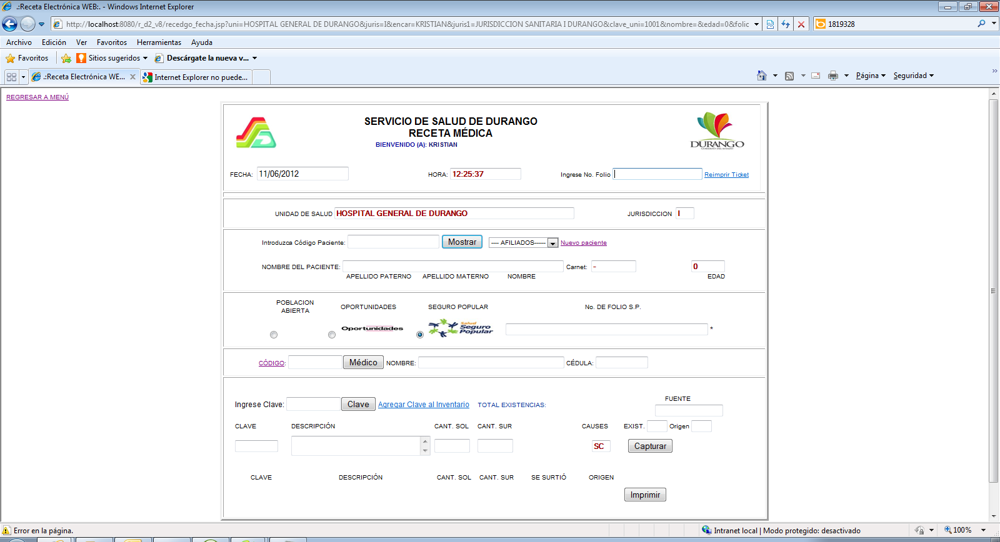 .:Receta Electrónica WEB:. - Windows Internet Explorer
http://localhost:8080/r_d2_v8/recedgo_fecha.jsp?uni=HOSPITAL GENERAL DE DURANGO&juris=I&encar=KRISTIAN&juris1=JURISDICCION SANITARIA I DURANGO&clave_uni=1001&nombre=&edad=0&folic
1819328
Archivo Edición Ver Favoritos Herramientas Ayuda
Favoritos Sitios sugeridos Descárgate la nueva v...
.:Receta Electrónica WE... Internet Explorer no puede... Página Seguridad
REGRESAR A MENÚ
SERVICIO DE SALUD DE DURANGO
RECETA MÉDICA
BIENVENIDO (A): KRISTIAN
DURANGO
GOBIERNO DEL ESTADO
FECHA: 11/06/2012 HORA: 12:25:37 Ingrese No. Folio Reimprir Ticket
UNIDAD DE SALUD HOSPITAL GENERAL DE DURANGO JURISDICCION I
Introduzca Código Paciente: Mostrar ---- AFILIADOS------ Nuevo paciente
NOMBRE DEL PACIENTE: Carnet: - 0
APELLIDO PATERNO APELLIDO MATERNO NOMBRE EDAD
POBLACION ABIERTA OPORTUNIDADES SEGURO POPULAR No. DE FOLIO S.P.
Oportunidades Salud Seguro Popular *
CÓDIGO: Médico NOMBRE: CÉDULA:
FUENTE
Ingrese Clave: Clave Agregar Clave al Inventario TOTAL EXISTENCIAS:
CLAVE DESCRIPCIÓN CANT. SOL CANT. SUR CAUSES EXIST. Origen
SC Capturar
CLAVE DESCRIPCIÓN CANT. SOL CANT. SUR SE SURTIÓ ORIGEN
Imprimir
Error en la página. Intranet local | Modo protegido: desactivado 100%